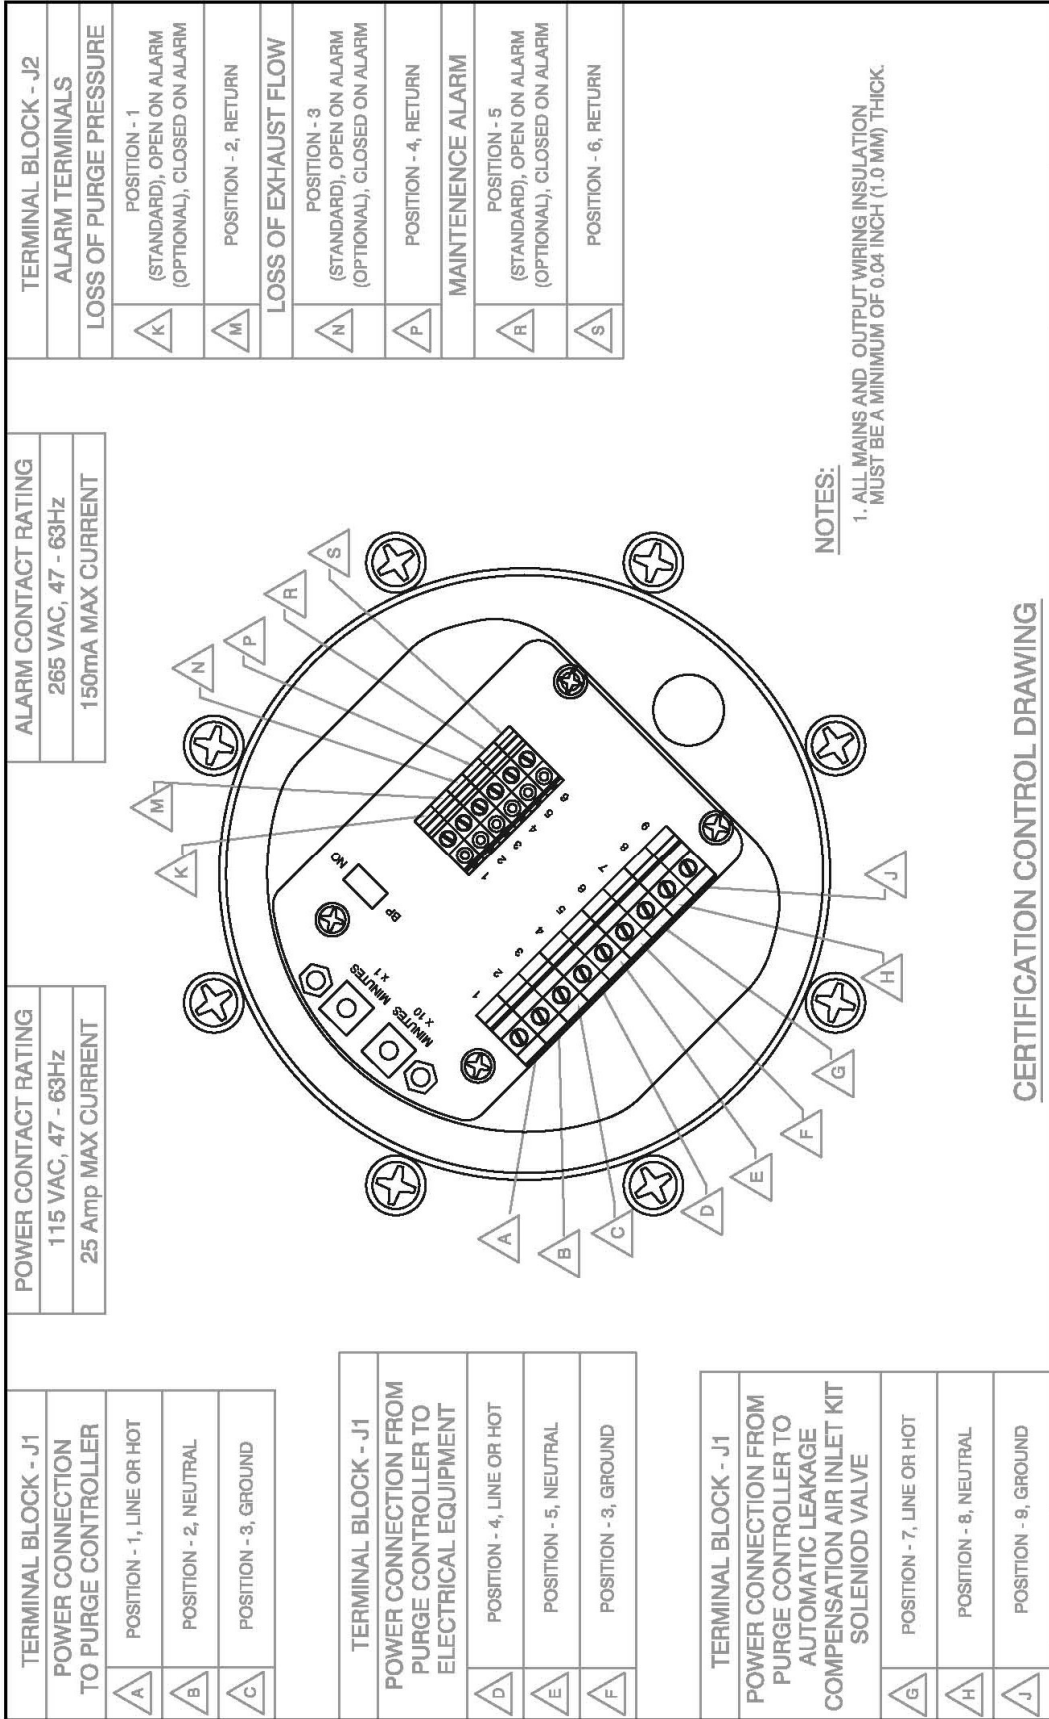 TERMINAL BLOCK - J1
POWER CONNECTION
TO PURGE CONTROLLER
A
POSITION - 1, LINE OR HOT
B
POSITION - 2, NEUTRAL
C
POSITION - 3, GROUND
TERMINAL BLOCK - J1
POWER CONNECTION FROM
PURGE CONTROLLER TO
ELECTRICAL EQUIPMENT
D
POSITION - 4, LINE OR HOT
E
POSITION - 5, NEUTRAL
F
POSITION - 3, GROUND
TERMINAL BLOCK - J1
POWER CONNECTION FROM
PURGE CONTROLLER TO
AUTOMATIC LEAKAGE
COMPENSATION AIR INLET KIT
SOLENIOD VALVE
G
POSITION - 7, LINE OR HOT
H
POSITION - 8, NEUTRAL
J
POSITION - 9, GROUND
POWER CONTACT RATING
115 VAC, 47 - 63Hz
25 Amp MAX CURRENT
ALARM CONTACT RATING
265 VAC, 47 - 63Hz
150mA MAX CURRENT
K
M
N
P
R
S
MINUTES
x 1
MINUTES
x 10
NO
BP
1
2
3
4
5
6
1
2
3
4
5
6
7
8
9
A
B
C
D
E
F
G
H
J
TERMINAL BLOCK - J2
ALARM TERMINALS
LOSS OF PURGE PRESSURE
K
POSITION - 1
(STANDARD), OPEN ON ALARM
(OPTIONAL), CLOSED ON ALARM
M
POSITION - 2, RETURN
LOSS OF EXHAUST FLOW
N
POSITION - 3
(STANDARD), OPEN ON ALARM
(OPTIONAL), CLOSED ON ALARM
P
POSITION - 4, RETURN
MAINTENENCE ALARM
R
POSITION - 5
(STANDARD), OPEN ON ALARM
(OPTIONAL), CLOSED ON ALARM
S
POSITION - 6, RETURN
NOTES:
1. ALL MAINS AND OUTPUT WIRING INSULATION
MUST BE A MINIMUM OF 0.04 INCH (1.0 MM) THICK.
CERTIFICATION CONTROL DRAWING